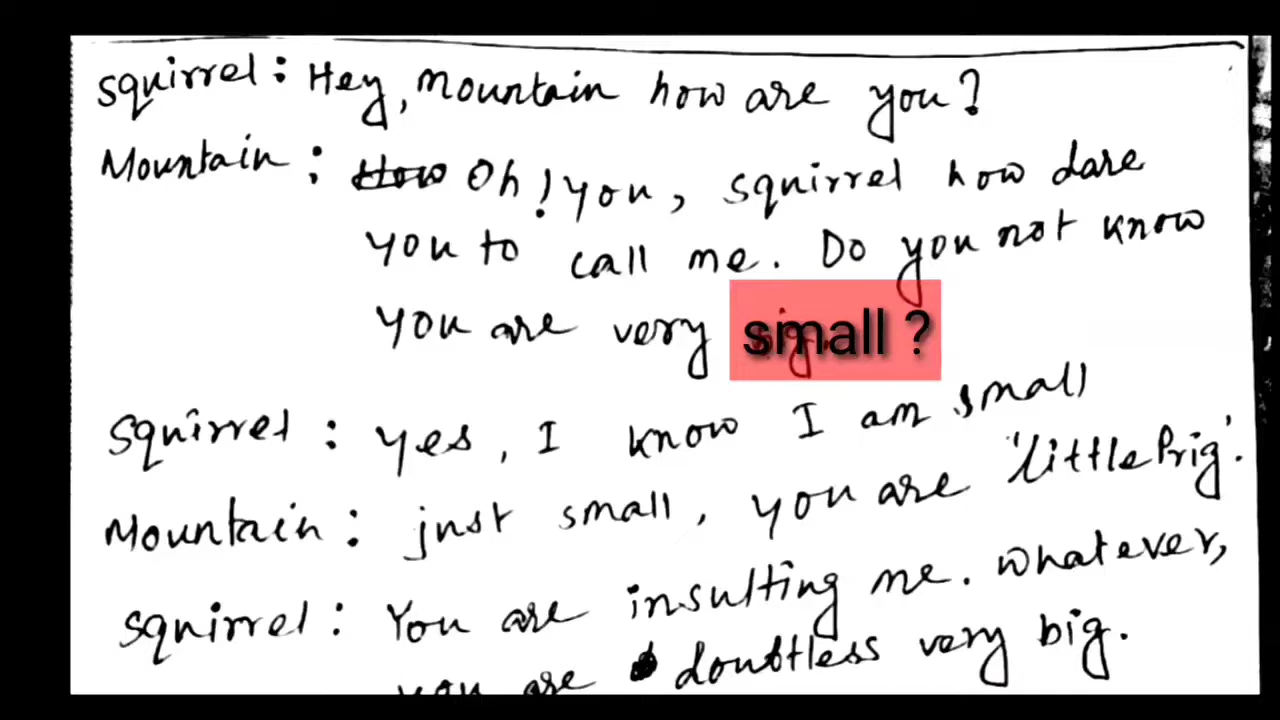 squirrel: Hey, Mountain how are you?
Mountain: How Oh! you, squirrel how dare
you to call me. Do you not know
you are very small ?
squirrel: yes, I know I am small
Mountain: just small, you are 'little Prig'.
squirrel: You are insulting me. whatever,
you are doubtless very big.